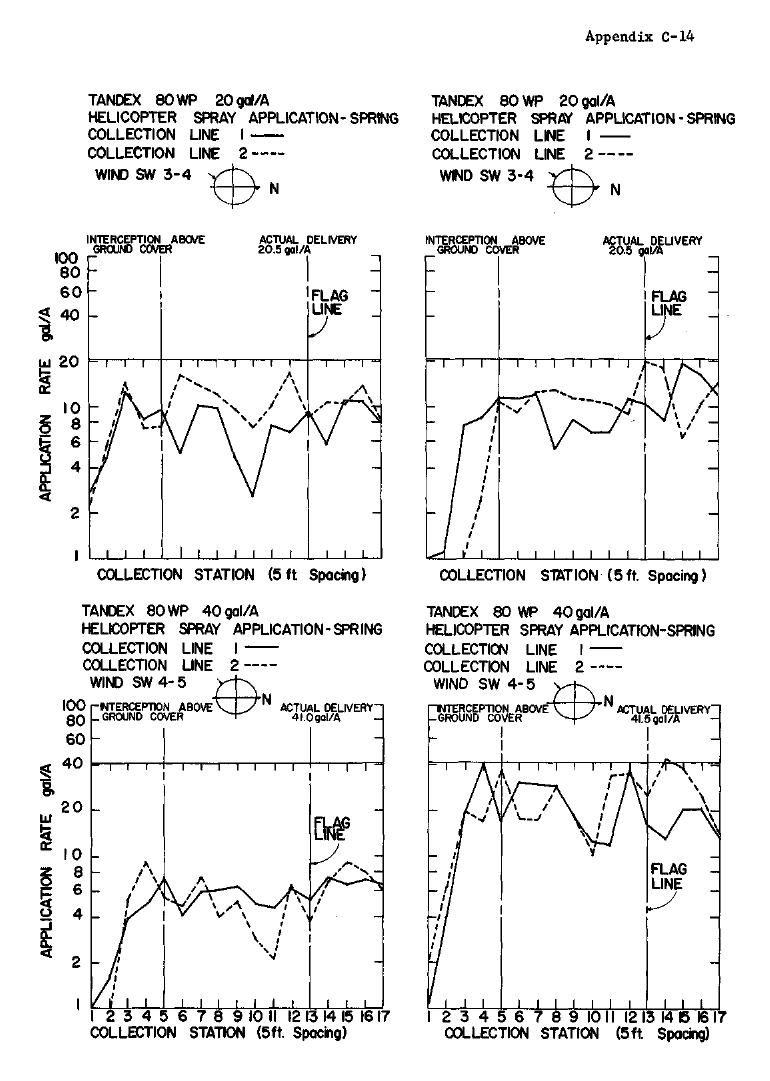 Appendix C-14
TANDEX 80 WP 20 gal/A
HELICOPTER SPRAY APPLICATION-SPRING
COLLECTION LINE 1 ——
COLLECTION LINE 2 ----
WIND SW 3-4
N
INTERCEPTION ABOVE
GROUND COVER
ACTUAL DELIVERY
20.5 gal/A
FLAG
LINE
APPLICATION RATE gal/A
100
80
60
40
20
10
8
6
4
2
1
COLLECTION STATION (5 ft. Spacing)
TANDEX 80 WP 20 gal/A
HELICOPTER SPRAY APPLICATION-SPRING
COLLECTION LINE 1 ——
COLLECTION LINE 2 ----
WIND SW 3-4
N
INTERCEPTION ABOVE
GROUND COVER
ACTUAL DELIVERY
20.5 gal/A
FLAG
LINE
COLLECTION STATION (5 ft. Spacing)
TANDEX 80 WP 40 gal/A
HELICOPTER SPRAY APPLICATION-SPRING
COLLECTION LINE 1 ——
COLLECTION LINE 2 ----
WIND SW 4-5
N
INTERCEPTION ABOVE
GROUND COVER
ACTUAL DELIVERY
41.0 gal/A
FLAG
LINE
APPLICATION RATE gal/A
100
80
60
40
20
10
8
6
4
2
1
1 2 3 4 5 6 7 8 9 10 11 12 13 14 15 16 17
COLLECTION STATION (5 ft. Spacing)
TANDEX 80 WP 40 gal/A
HELICOPTER SPRAY APPLICATION-SPRING
COLLECTION LINE 1 ——
COLLECTION LINE 2 ----
WIND SW 4-5
N
INTERCEPTION ABOVE
GROUND COVER
ACTUAL DELIVERY
41.5 gal/A
FLAG
LINE
1 2 3 4 5 6 7 8 9 10 11 12 13 14 15 16 17
COLLECTION STATION (5 ft. Spacing)